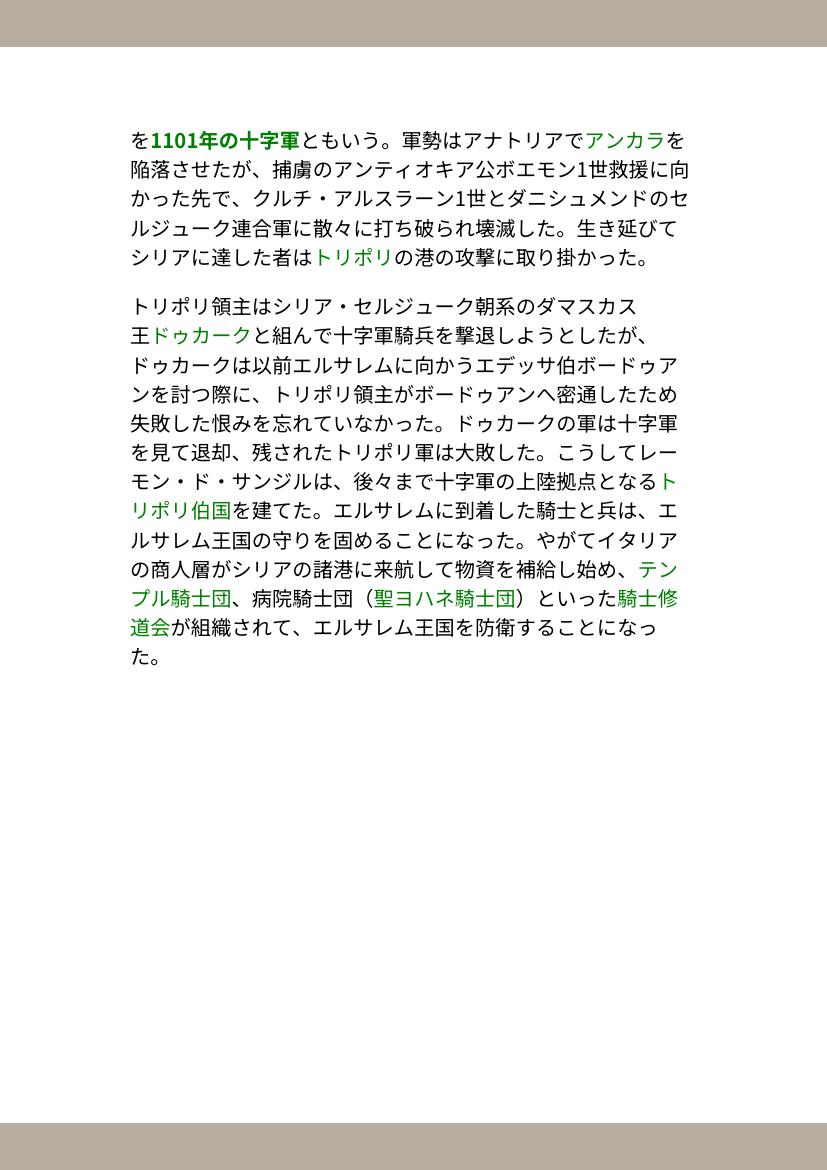 を1101年の十字軍ともいう。軍勢はアナトリアでアンカラを
陥落させたが、捕虜のアンティオキア公ボエモン1世救援に向
かった先で、クルチ・アルスラーン1世とダニシュメンドのセ
ルジューク連合軍に散々に打ち破られ壊滅した。生き延びて
シリアに達した者はトリポリの港の攻撃に取り掛かった。
トリポリ領主はシリア・セルジューク朝系のダマスカス
王ドゥカークと組んで十字軍騎兵を撃退しようとしたが、
ドゥカークは以前エルサレムに向かうエデッサ伯ボードゥア
ンを討つ際に、トリポリ領主がボードゥアンへ密通したため
失敗した恨みを忘れていなかった。ドゥカークの軍は十字軍
を見て退却、残されたトリポリ軍は大敗した。こうしてレー
モン・ド・サンジルは、後々まで十字軍の上陸拠点となるト
リポリ伯国を建てた。エルサレムに到着した騎士と兵は、エ
ルサレム王国の守りを固めることになった。やがてイタリア
の商人層がシリアの諸港に来航して物資を補給し始め、テン
プル騎士団、病院騎士団（聖ヨハネ騎士団）といった騎士修
道会が組織されて、エルサレム王国を防衛することになっ
た。